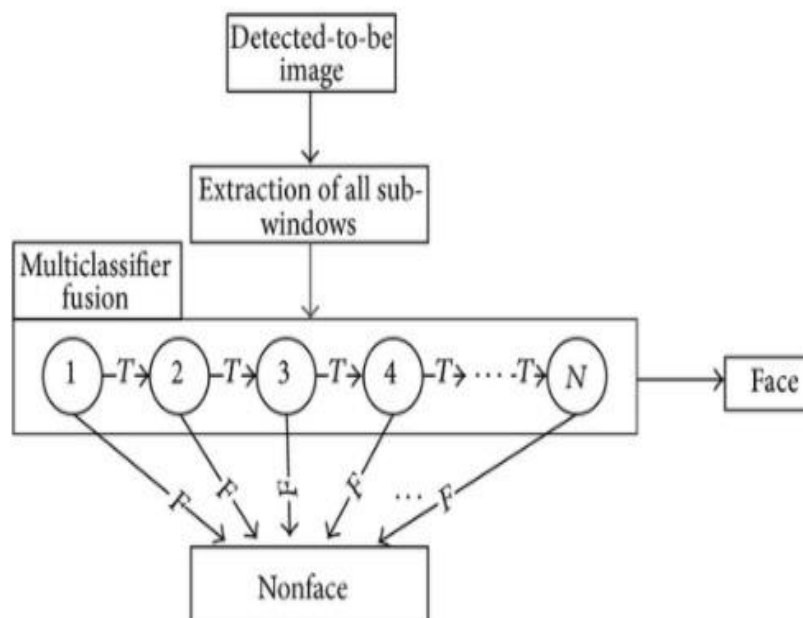 Detected-to-be
image
Extraction of all sub-
windows
Multiclassifier
fusion
1 T 2 T 3 T 4 T ··· T N
Face
F F F F ··· F
Nonface